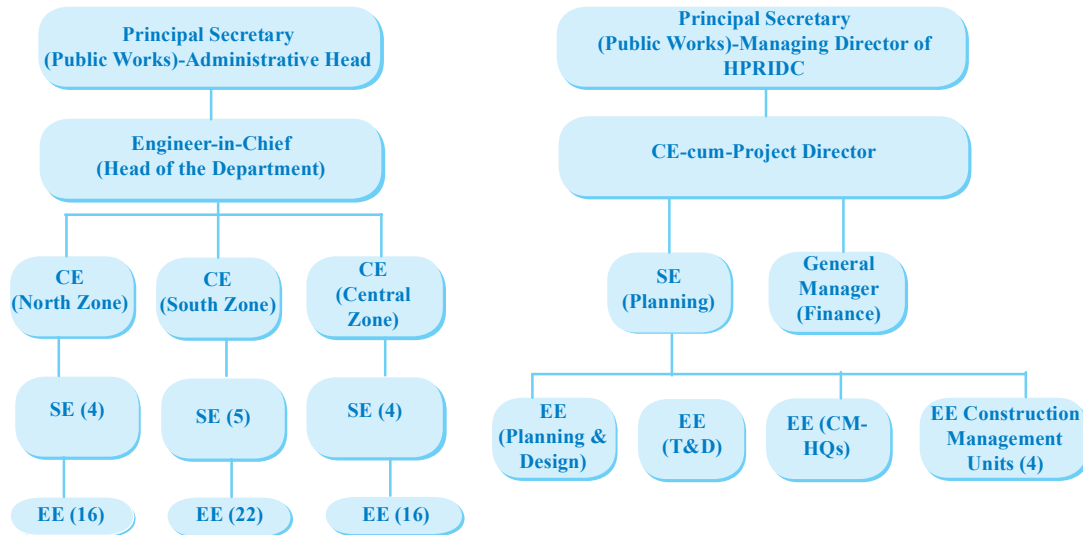 Principal Secretary
(Public Works)-Administrative Head
Engineer-in-Chief
(Head of the Department)
CE
(North Zone)
CE
(South Zone)
CE
(Central
Zone)
SE (4)
SE (5)
SE (4)
EE (16)
EE (22)
EE (16)
Principal Secretary
(Public Works)-Managing Director of
HPRIDC
CE-cum-Project Director
SE
(Planning)
General
Manager
(Finance)
EE
(Planning &
Design)
EE
(T&D)
EE (CM-
HQs)
EE Construction
Management
Units (4)